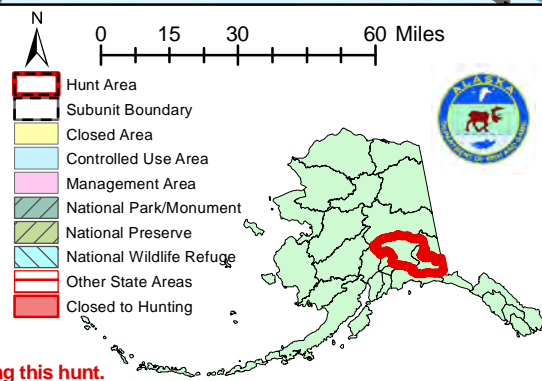 N
0 15 30 60 Miles
Hunt Area
Subunit Boundary
Closed Area
Controlled Use Area
Management Area
National Park/Monument
National Preserve
National Wildlife Refuge
Other State Areas
Closed to Hunting
ALASKA
ng this hunt.